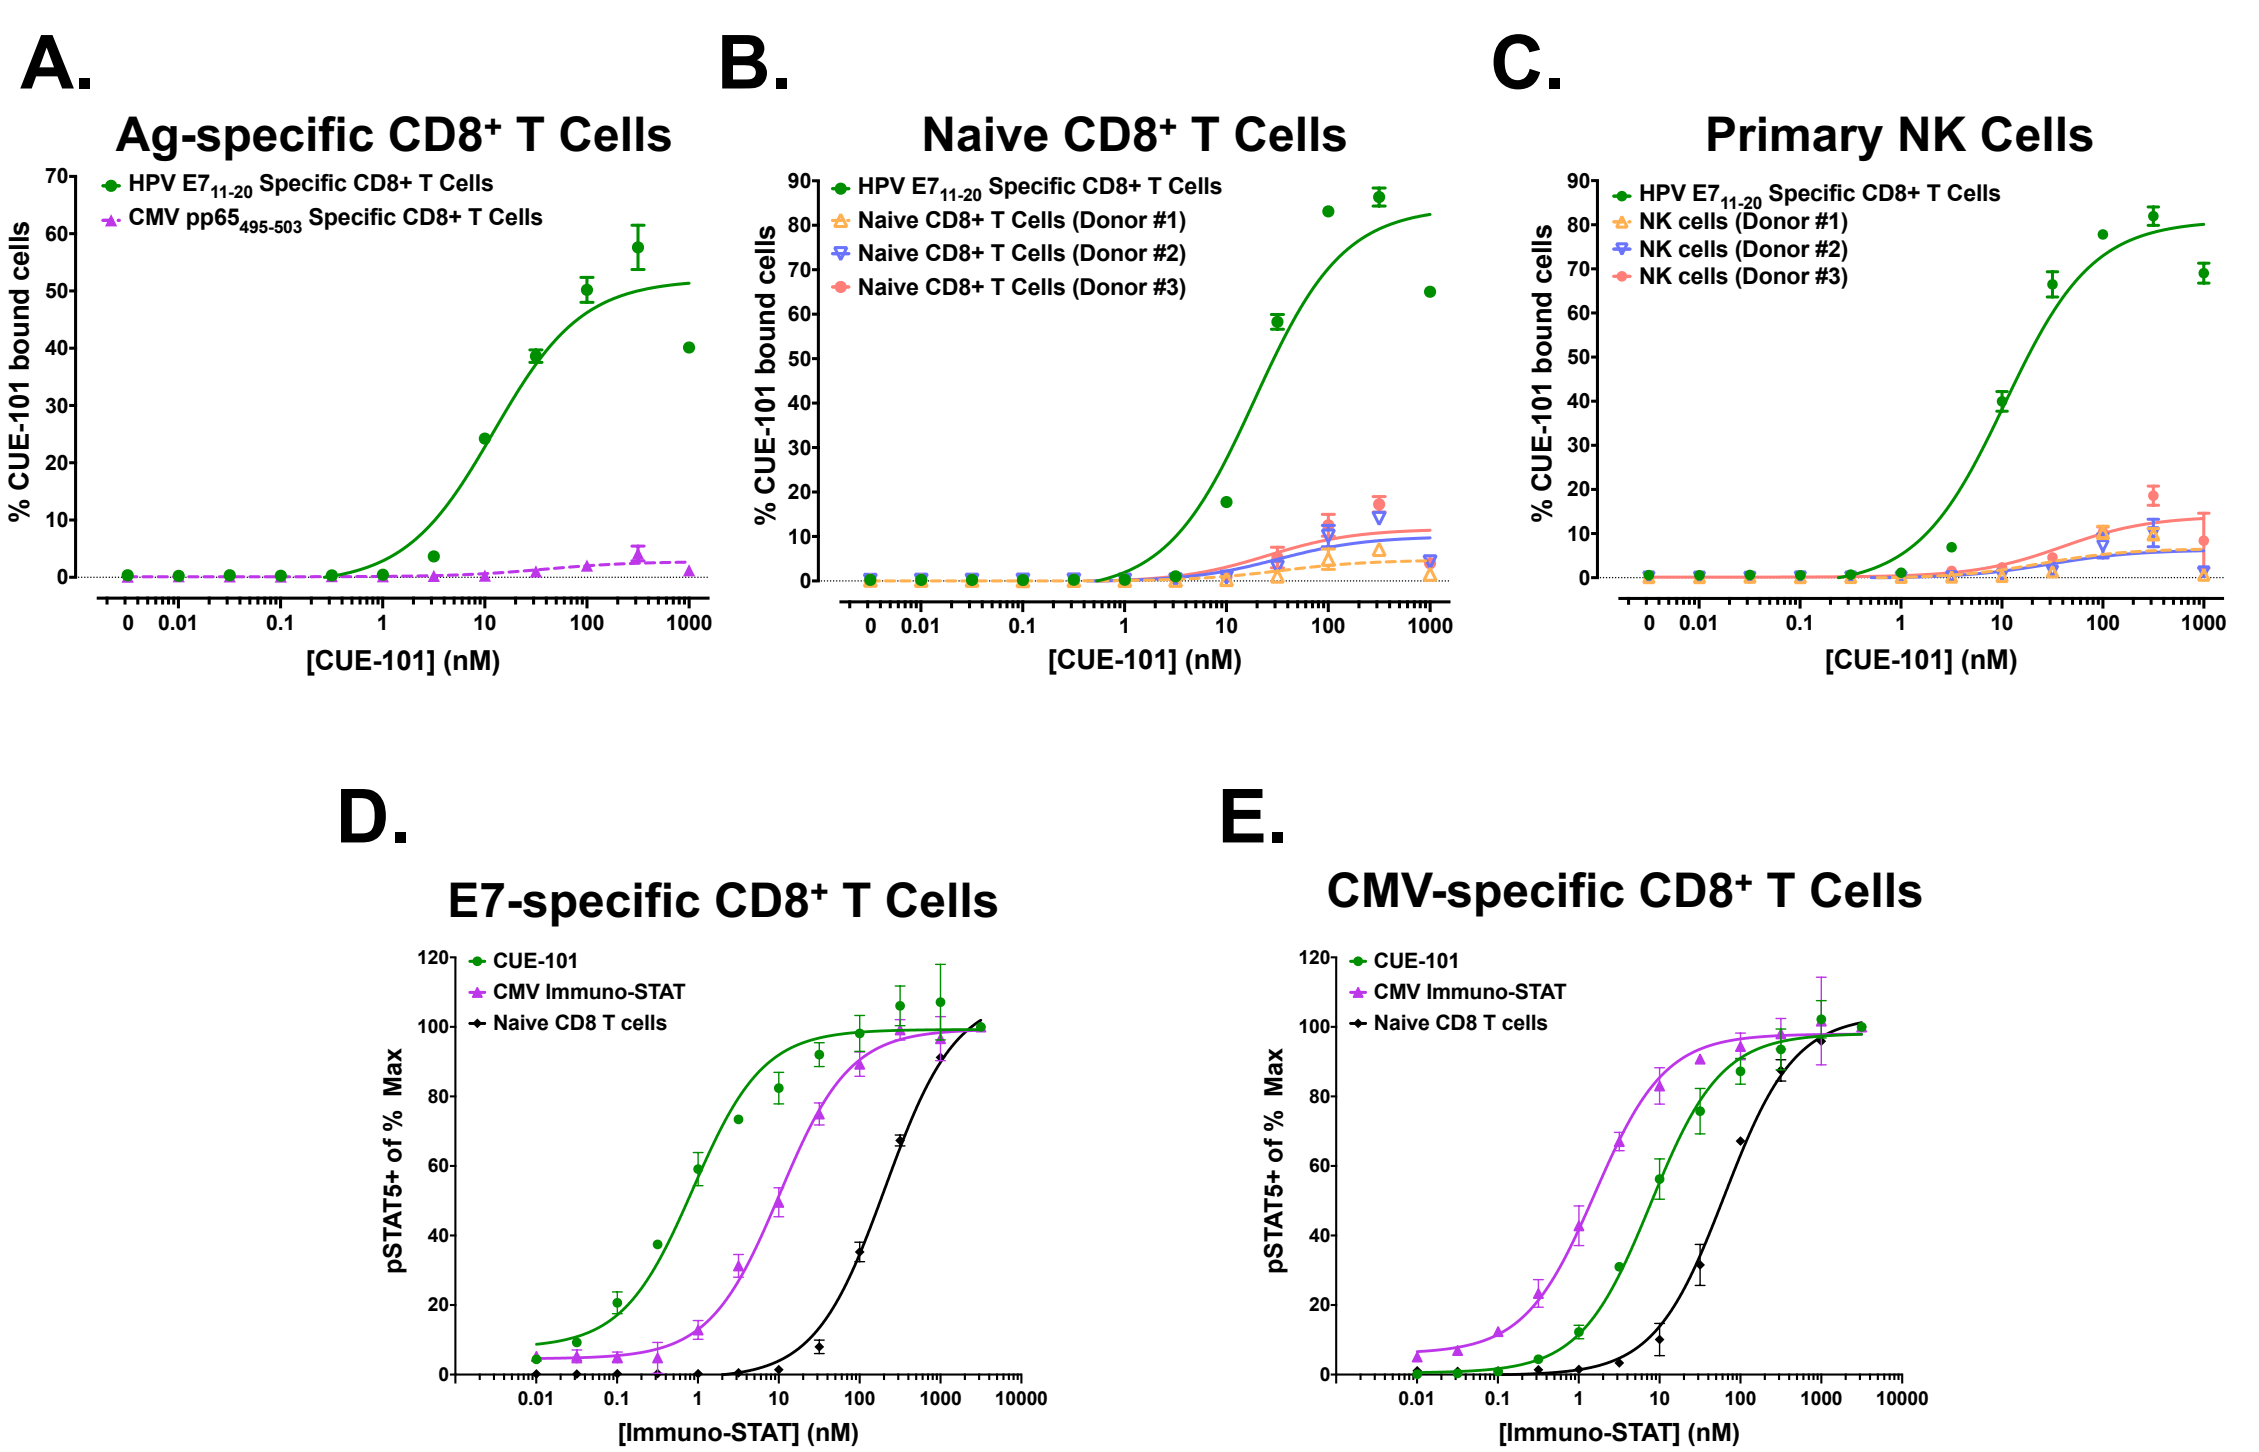 A.
Ag-specific CD8+ T Cells
70
60
50
40
30
20
10
0
% CUE-101 bound cells
HPV E711-20 Specific CD8+ T Cells
CMV pp65495-503 Specific CD8+ T Cells
0 0.01 0.1 1 10 100 1000
[CUE-101] (nM)
B.
Naive CD8+ T Cells
90
80
70
60
50
40
30
20
10
0
% CUE-101 bound cells
HPV E711-20 Specific CD8+ T Cells
Naive CD8+ T Cells (Donor #1)
Naive CD8+ T Cells (Donor #2)
Naive CD8+ T Cells (Donor #3)
0 0.01 0.1 1 10 100 1000
[CUE-101] (nM)
C.
Primary NK Cells
90
80
70
60
50
40
30
20
10
0
% CUE-101 bound cells
HPV E711-20 Specific CD8+ T Cells
NK cells (Donor #1)
NK cells (Donor #2)
NK cells (Donor #3)
0 0.01 0.1 1 10 100 1000
[CUE-101] (nM)
D.
E7-specific CD8+ T Cells
120
100
80
60
40
20
0
pSTAT5+ of % Max
CUE-101
CMV Immuno-STAT
Naive CD8 T cells
0.01 0.1 1 10 100 1000 10000
[Immuno-STAT] (nM)
E.
CMV-specific CD8+ T Cells
120
100
80
60
40
20
0
pSTAT5+ of % Max
CUE-101
CMV Immuno-STAT
Naive CD8 T cells
0.01 0.1 1 10 100 1000 10000
[Immuno-STAT] (nM)